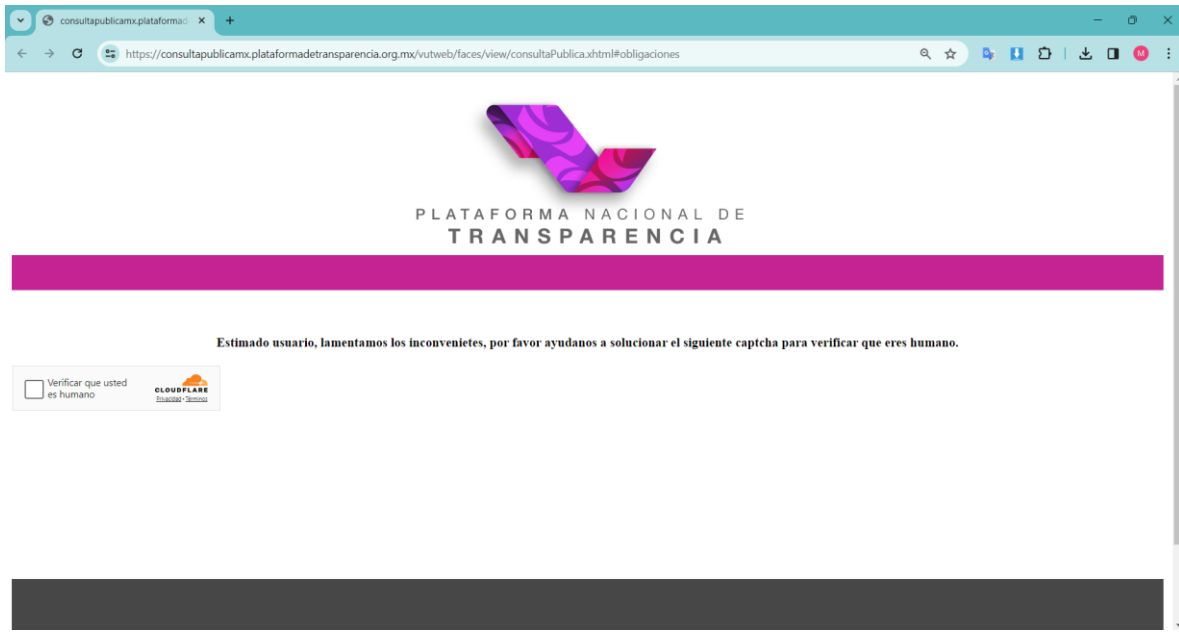 consultapublicamx.plataformad
https://consultapublicamx.plataformadetransparencia.org.mx/vutweb/faces/view/consultaPublica.xhtml#obligaciones
M
PLATAFORMA NACIONAL DE
TRANSPARENCIA
Estimado usuario, lamentamos los inconvenietes, por favor ayudanos a solucionar el siguiente captcha para verificar que eres humano.
Verificar que usted
es humano
CLOUDFLARE
Privacidad • Términos